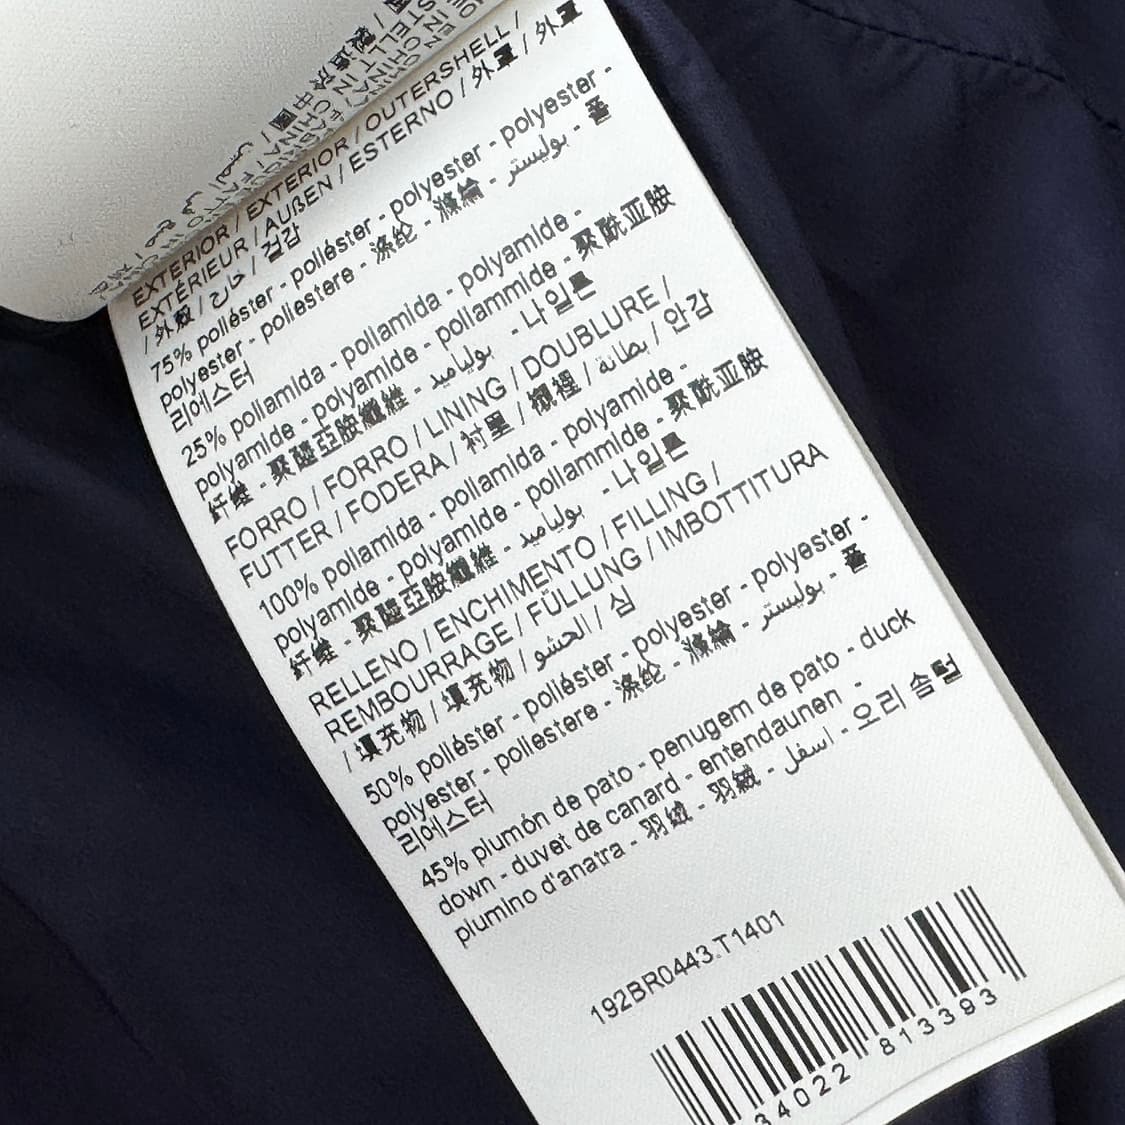 EXTERIOR / EXTERIOR / OUTERSHELL /
EXTÉRIEUR / AUßEN / ESTERNO / 外罩 / 外罩
/ 外殼 / خارج / 겉감
75% poliéster - poliéster - polyester - polyester -
polyester - poliestere - 涤纶 - 滌綸 - بوليستر - 폴
리에스터
25% poliamida - poliamida - polyamide -
polyamide - polyamide - poliammide - 聚酰亚胺
纤维 - 聚醯亞胺纖維 - بولياميد - 나일론
FORRO / FORRO / LINING / DOUBLURE /
FUTTER / FODERA / 衬里 / 襯裡 / بطانة / 안감
100% poliamida - poliamida - polyamide -
polyamide - polyamide - poliammide - 聚酰亚胺
纤维 - 聚醯亞胺纖維 - بولياميد - 나일론
RELLENO / ENCHIMENTO / FILLING /
REMBOURRAGE / FÜLLUNG / IMBOTTITURA
/ 填充物 / 填充物 / الحشو / 심
50% poliéster - poliéster - polyester - polyester -
polyester - poliestere - 涤纶 - 滌綸 - بوليستر - 폴
리에스터
45% plumón de pato - penugem de pato - duck
down - duvet de canard - entendaunen -
plumino d'anatra - 羽绒 - 羽絨 - اسفل - 오리 솜털
192BR0443.T1401
34022 813393